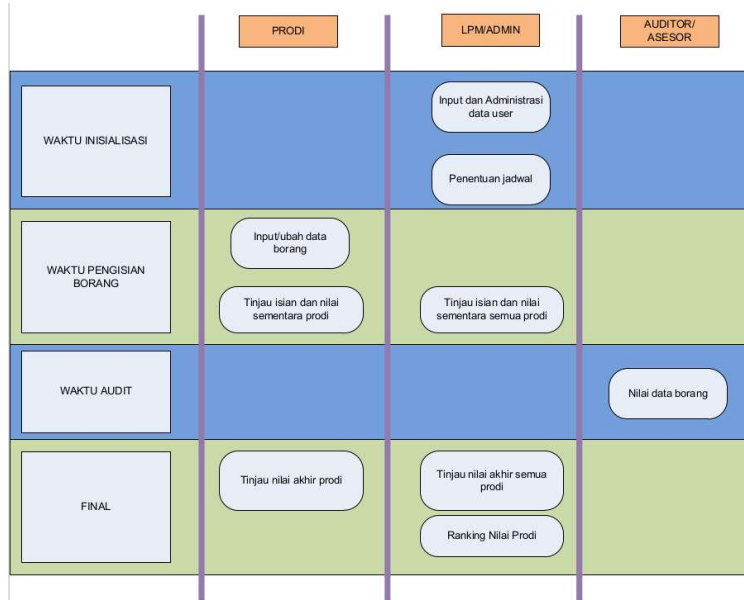 PRODI
LPM/ADMIN
AUDITOR/
ASESOR
WAKTU INISIALISASI
Input dan Administrasi
data user
Penentuan jadwal
WAKTU PENGISIAN
BORANG
Input/ubah data
borang
Tinjau isian dan nilai
sementara prodi
Tinjau isian dan nilai
sementara semua prodi
WAKTU AUDIT
Nilai data borang
FINAL
Tinjau nilai akhir prodi
Tinjau nilai akhir semua
prodi
Ranking Nilai Prodi